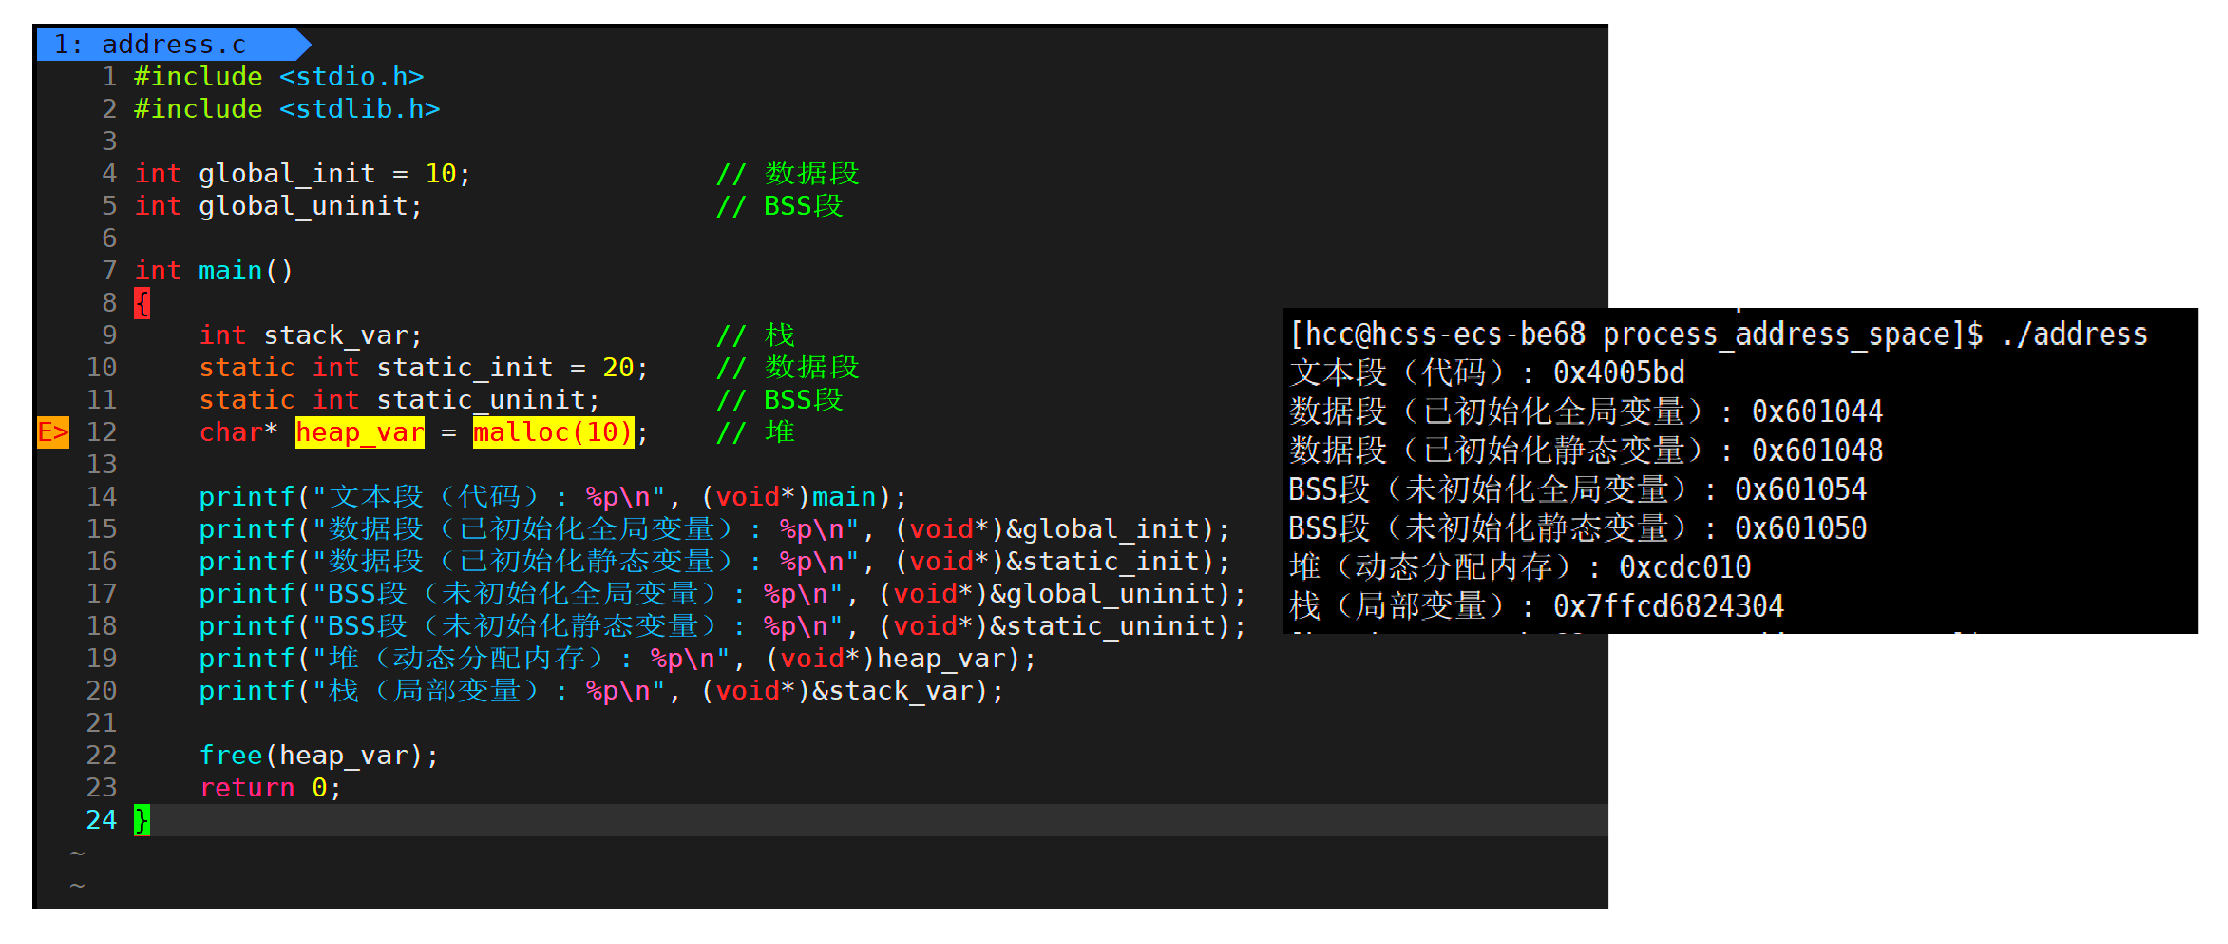 1: address.c
1 #include <stdio.h>
2 #include <stdlib.h>
3
4 int global_init = 10; // 数据段
5 int global_uninit; // BSS段
6
7 int main()
8 {
9 int stack_var; // 栈
10 static int static_init = 20; // 数据段
11 static int static_uninit; // BSS段
E> 12 char* heap_var = malloc(10); // 堆
13
14 printf("文本段（代码）: %p\n", (void*)main);
15 printf("数据段（已初始化全局变量）: %p\n", (void*)&global_init);
16 printf("数据段（已初始化静态变量）: %p\n", (void*)&static_init);
17 printf("BSS段（未初始化全局变量）: %p\n", (void*)&global_uninit);
18 printf("BSS段（未初始化静态变量）: %p\n", (void*)&static_uninit);
19 printf("堆（动态分配内存）: %p\n", (void*)heap_var);
20 printf("栈（局部变量）: %p\n", (void*)&stack_var);
21
22 free(heap_var);
23 return 0;
24 }
~
~
[hcc@hcss-ecs-be68 process_address_space]$ ./address
文本段（代码）: 0x4005bd
数据段（已初始化全局变量）: 0x601044
数据段（已初始化静态变量）: 0x601048
BSS段（未初始化全局变量）: 0x601054
BSS段（未初始化静态变量）: 0x601050
堆（动态分配内存）: 0xcdc010
栈（局部变量）: 0x7ffcd6824304